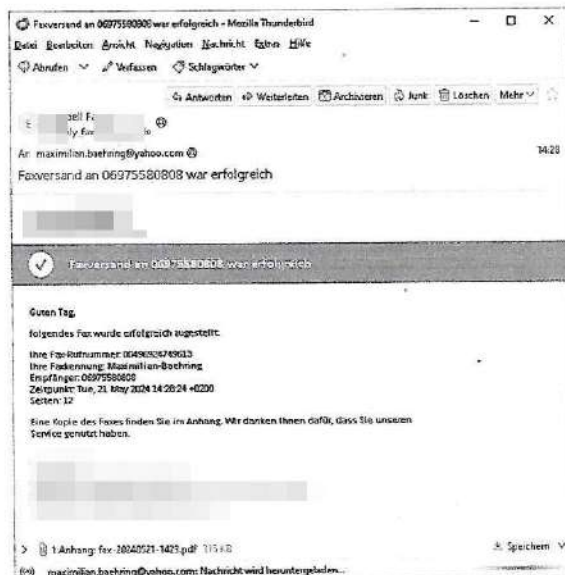 Faxversand an 06975580808 war erfolgreich - Mozilla Thunderbird
Datei Bearbeiten Ansicht Navigation Nachricht Extras Hilfe
Abrufen Verfassen Schlagwörter
Antworten Weiterleiten Archivieren Junk Löschen Mehr
An maximilian.baehring@yahoo.com 14:28
Faxversand an 06975580808 war erfolgreich
Faxversand an 06975580808 war erfolgreich
Guten Tag,
folgendes Fax wurde erfolgreich zugestellt.
Ihre Fax-Rufnummer: 00496924749613
Ihre Faxkennung: Maximilian-Baehring
Empfänger: 06975580808
Zeitpunkt: Tue, 21 May 2024 14:28:24 +0200
Seiten: 12
Eine Kopie des Faxes finden Sie im Anhang. Wir danken Ihnen dafür, dass Sie unseren
Service genutzt haben.
1 Anhang: fax-20240521-1423.pdf 315 KB Speichern
maximilian.baehring@yahoo.com: Nachricht wird heruntergeladen...